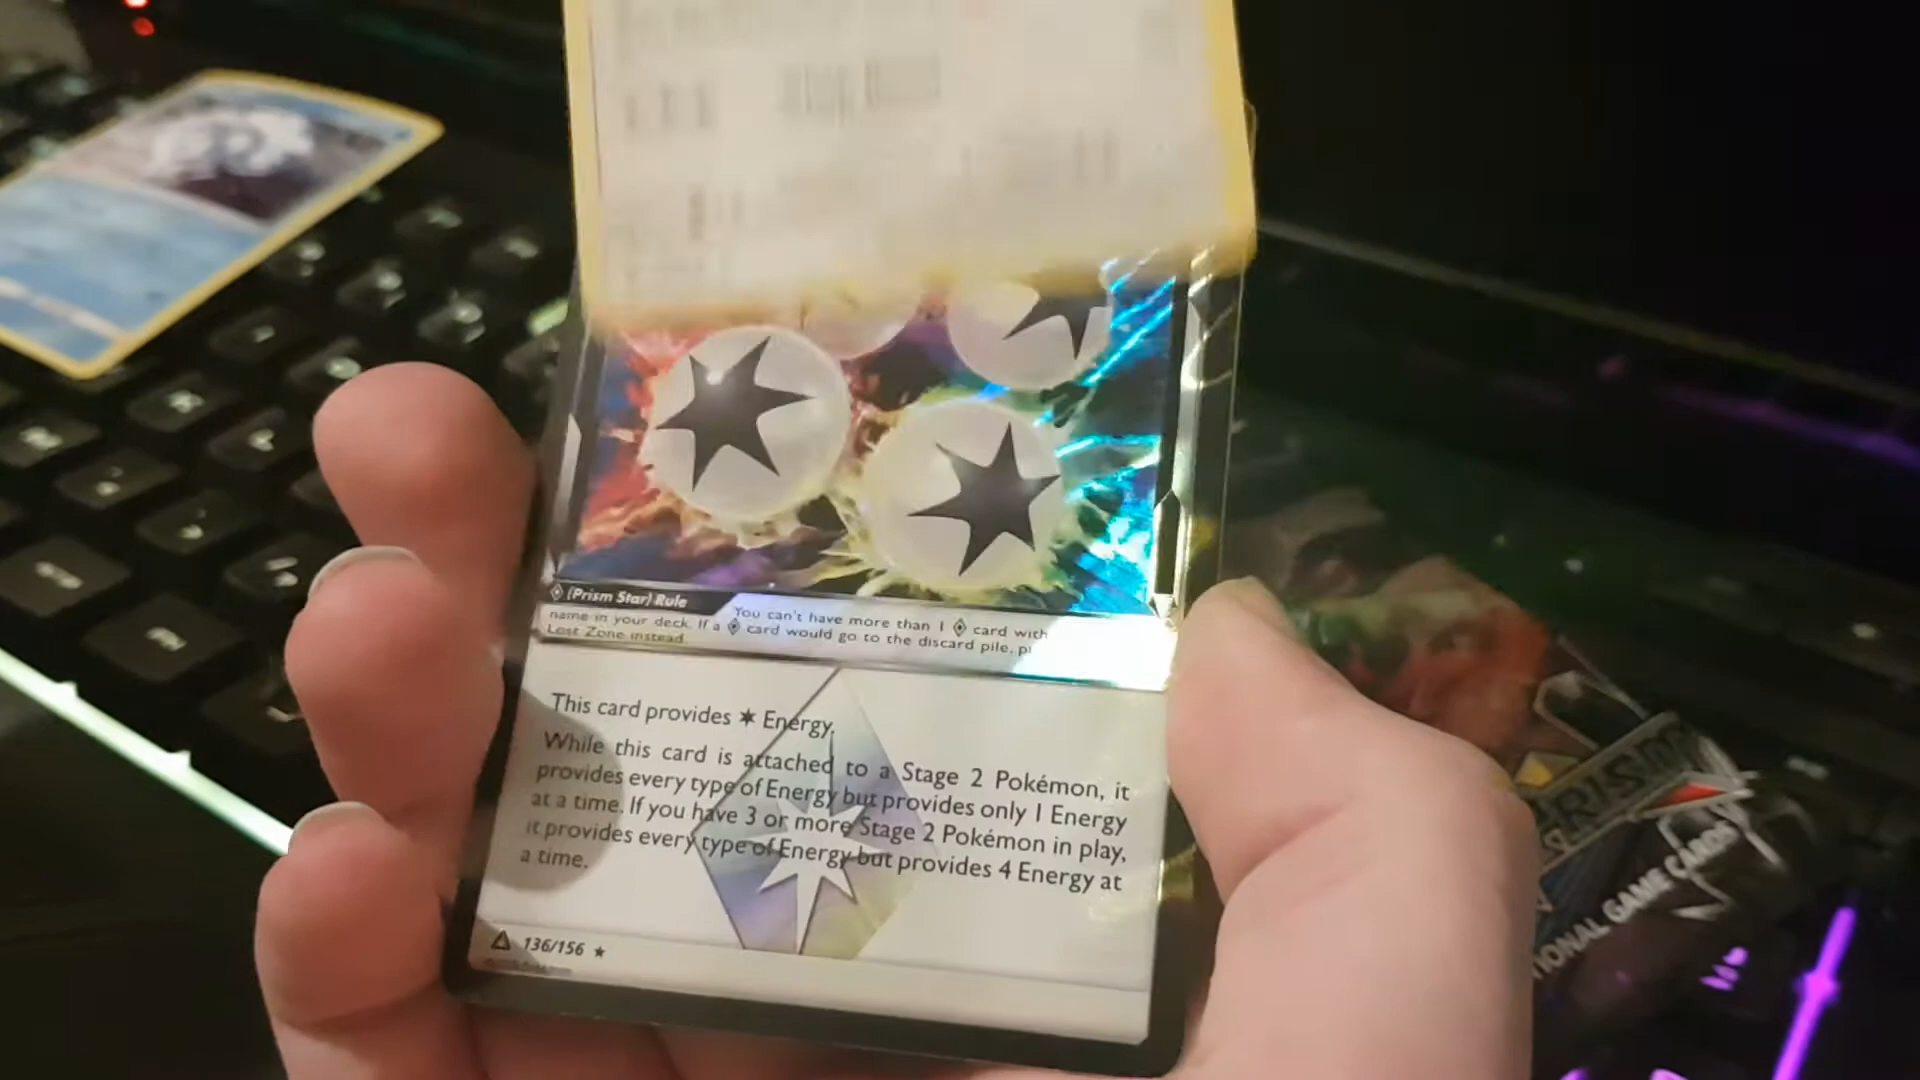 (Prism Star) Rule
You can't have more than 1 card with
name in your deck. If a card would go to the discard pile, p
Lost Zone instead.
This card provides Energy.
While this card is attached to a Stage 2 Pokémon, it
provides every type of Energy but provides only 1 Energy
at a time. If you have 3 or more Stage 2 Pokémon in play,
it provides every type of Energy but provides 4 Energy at
a time.
136/156
PRISM
IONAL GAME CARDS